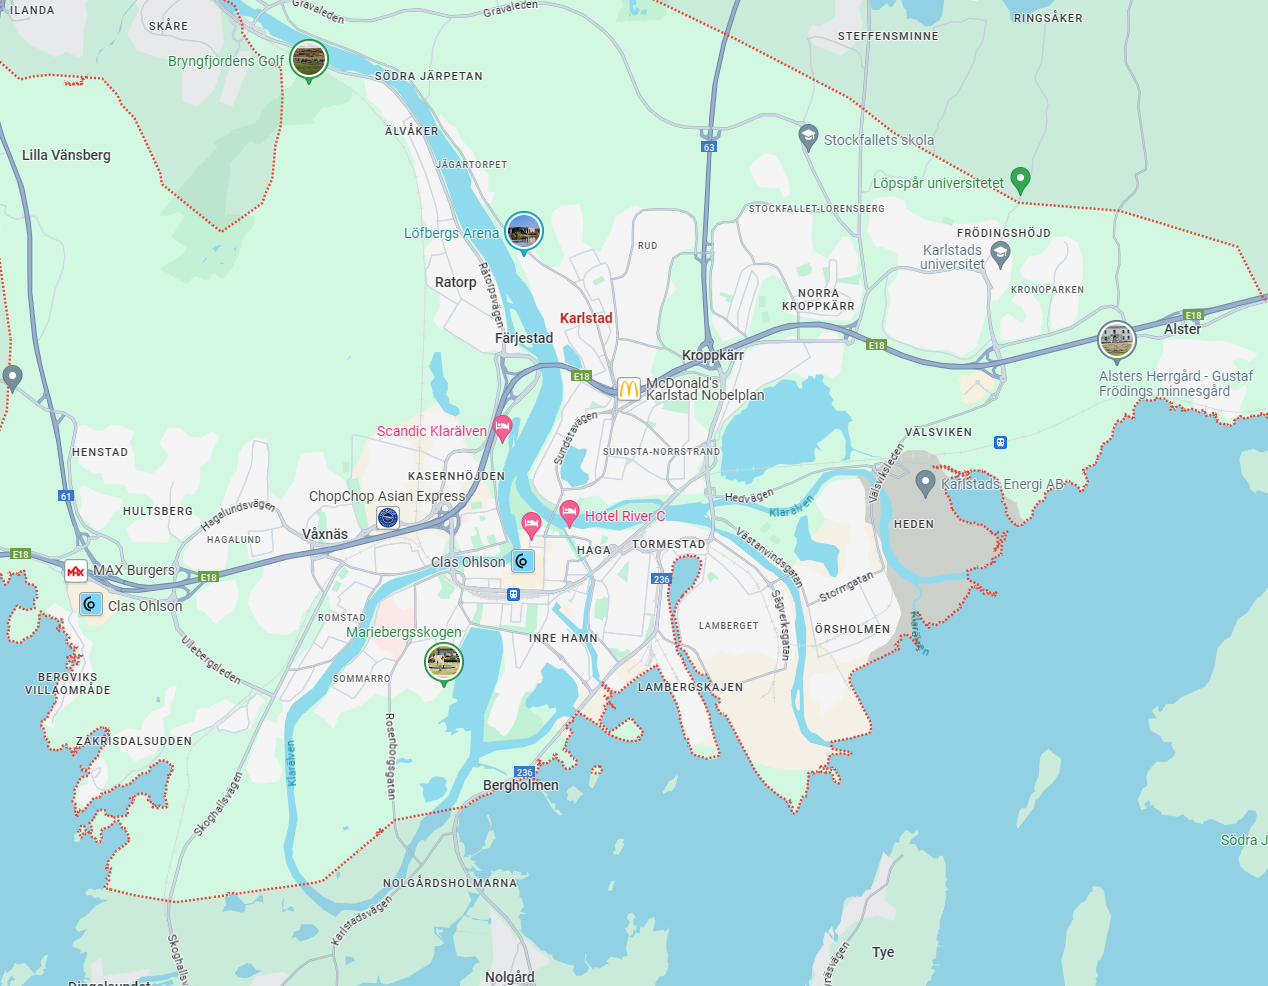 ILANDA
SKÅRE
Gravaleden
Gravaleden
RINGSÅKER
STEFFENSMINNE
Bryngfjordens Golf
SÖDRA JÄRPETAN
ÄLVÅKER
63
Stockfallets skola
Lilla Vänsberg
JÄGARTORPET
Löpspår universitetet
STOCKFALLET-LORENSBERG
Löfbergs Arena
FRÖDINGSHÖJD
RUD
Karlstads
universitet
Ratorp
Råtorpsvägen
KRONOPARKEN
NORRA
KROPPKÄRR
Karlstad
E18
Alster
Färjestad
E18
Kroppkärr
E18
McDonald's
Karlstad Nobelplan
Alsters Herrgård - Gustaf
Frödings minnesgård
Scandic Klarälven
Sundstavägen
VÄLSVIKEN
HENSTAD
SUNDSTA-NORRSTRAND
KASERNHÖJDEN
Välsviksleden
Karlstads Energi AB
61
ChopChop Asian Express
Hedvägen
Klarälven
HULTSBERG
Hagalundsvägen
Hotel River C
HEDEN
HAGALUND
Våxnäs
HAGA
TORMESTAD
Västanvindsgatan
E18
Clas Ohlson
MAX Burgers
E18
236
Stormgatan
Clas Ohlson
ROMSTAD
Sågverksgatan
Klarälven
LAMBERGET
ÖRSHOLMEN
Mariebergsskogen
INRE HAMN
Ullebergsleden
BERGVIKS
VILLAOMRÅDE
SOMMARRO
LAMBERGSKAJEN
ZAKRISDALSUDDEN
Rosenborgsgatan
Klarälven
236
Bergholmen
Skoghallsvägen
Södra J
NOLGÅRDSHOLMARNA
Karlstadsvägen
Skoghallsv
Tye
Nolgård
Dingelsundet